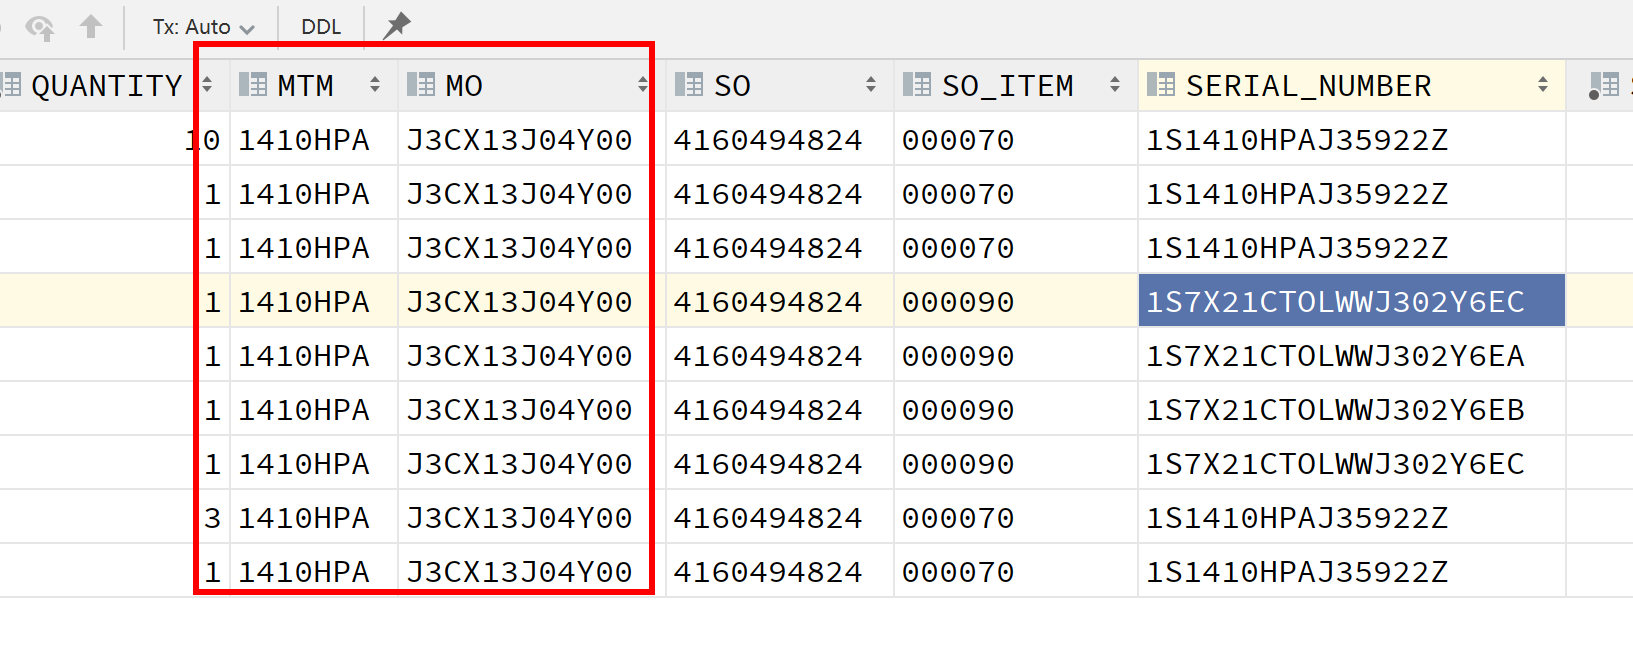 Tx: Auto DDL
QUANTITY MTM MO SO SO_ITEM SERIAL_NUMBER
10 1410HPA J3CX13J04Y00 4160494824 000070 1S1410HPAJ35922Z
1 1410HPA J3CX13J04Y00 4160494824 000070 1S1410HPAJ35922Z
1 1410HPA J3CX13J04Y00 4160494824 000070 1S1410HPAJ35922Z
1 1410HPA J3CX13J04Y00 4160494824 000090 1S7X21CTOLWWJ302Y6EC
1 1410HPA J3CX13J04Y00 4160494824 000090 1S7X21CTOLWWJ302Y6EA
1 1410HPA J3CX13J04Y00 4160494824 000090 1S7X21CTOLWWJ302Y6EB
1 1410HPA J3CX13J04Y00 4160494824 000090 1S7X21CTOLWWJ302Y6EC
3 1410HPA J3CX13J04Y00 4160494824 000070 1S1410HPAJ35922Z
1 1410HPA J3CX13J04Y00 4160494824 000070 1S1410HPAJ35922Z